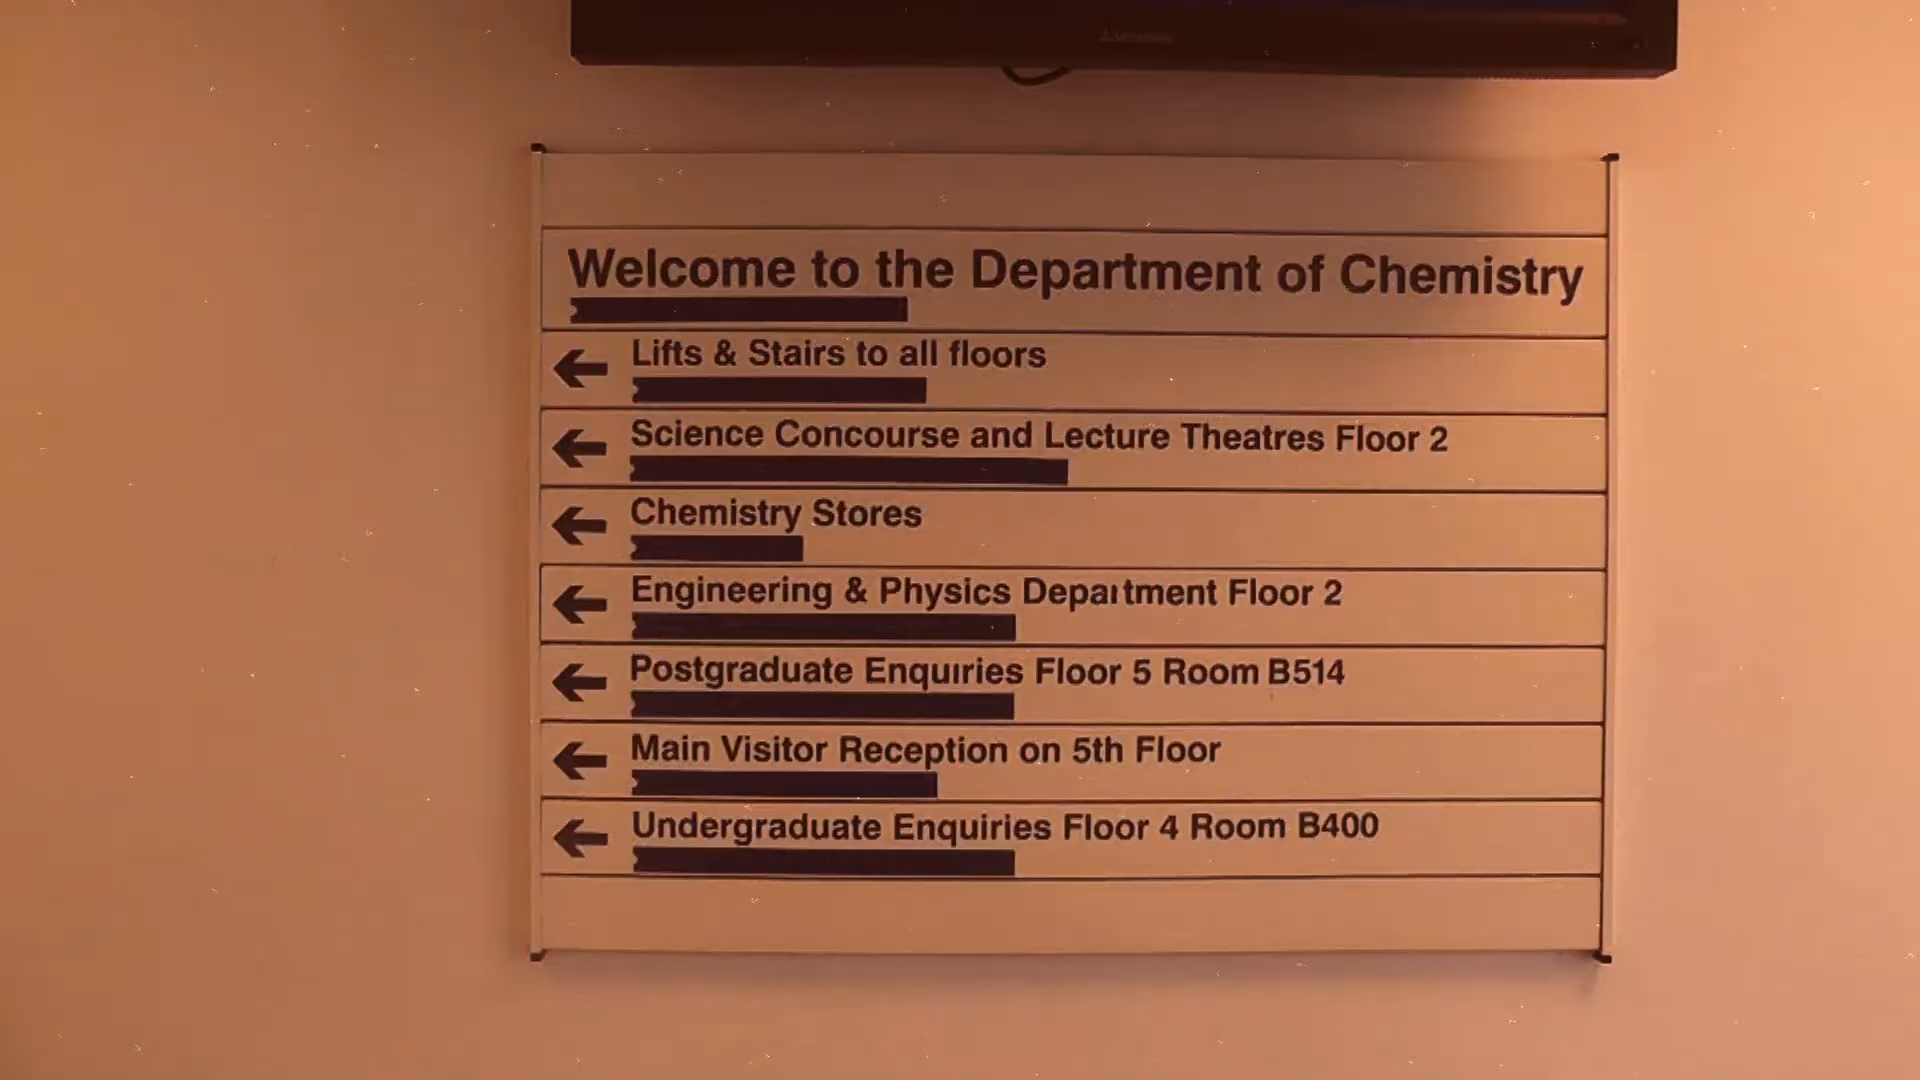 Welcome to the Department of Chemistry
Lifts & Stairs to all floors
Science Concourse and Lecture Theatres Floor 2
Chemistry Stores
Engineering & Physics Department Floor 2
Postgraduate Enquiries Floor 5 Room B514
Main Visitor Reception on 5th Floor
Undergraduate Enquiries Floor 4 Room B400